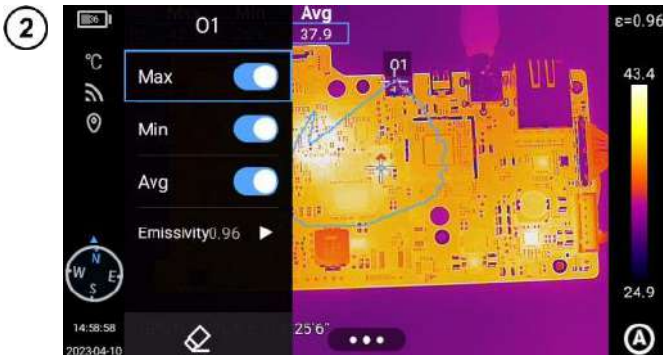 2
86
°C
N
W
E
S
14:58:58
2023-04-10
O1
Max
Min
Avg
Emissivity0.96
Avg
37.9
O1
25'6"
ε=0.96
43.4
24.9
A